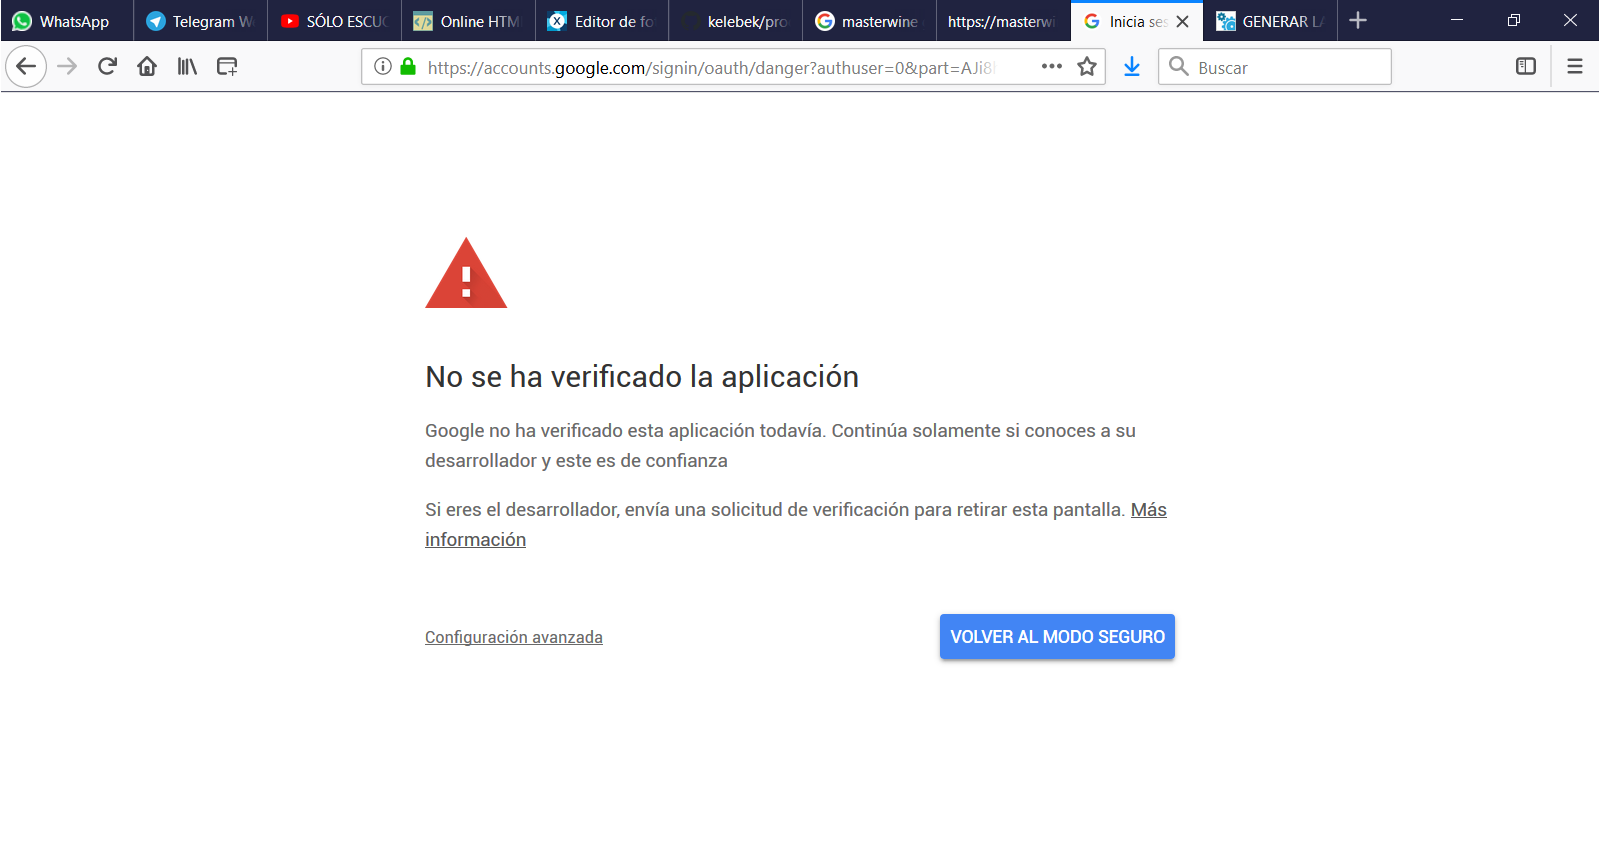 WhatsApp
Telegram We
SÓLO ESCUC
Online HTM
Editor de fo
kelebek/pro
masterwine
https://masterwi
Inicia ses
GENERAR LA
https://accounts.google.com/signin/oauth/danger?authuser=0&part=AJi8
Buscar
No se ha verificado la aplicación
Google no ha verificado esta aplicación todavía. Continúa solamente si conoces a su
desarrollador y este es de confianza
Si eres el desarrollador, envía una solicitud de verificación para retirar esta pantalla. Más
información
Configuración avanzada
VOLVER AL MODO SEGURO